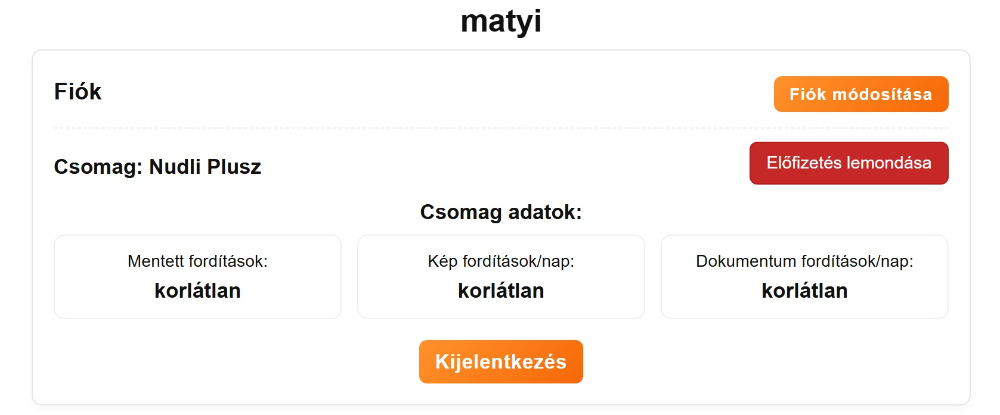 matyi
Fiók
Fiók módosítása
Csomag: Nudli Plusz
Előfizetés lemondása
Csomag adatok:
Mentett fordítások:
korlátlan
Kép fordítások/nap:
korlátlan
Dokumentum fordítások/nap:
korlátlan
Kijelentkezés